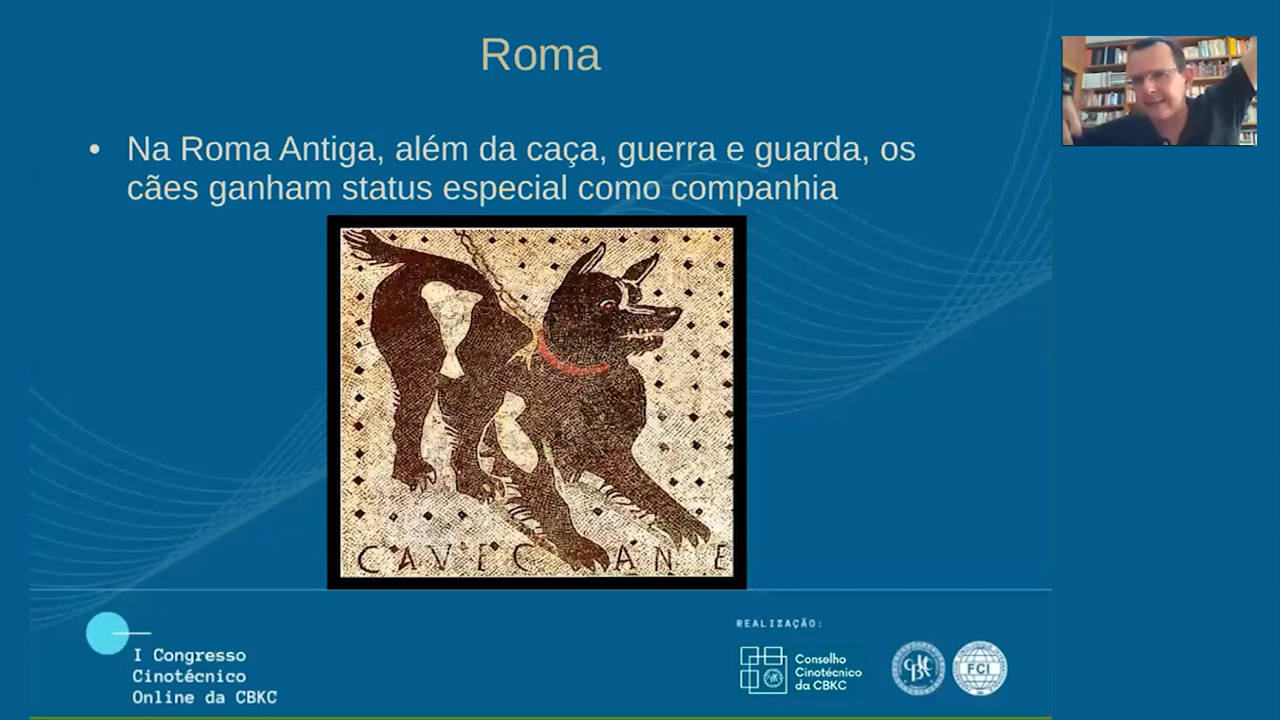 Roma
• Na Roma Antiga, além da caça, guerra e guarda, os
cães ganham status especial como companhia
CAVE CANE
I Congresso
Cinotécnico
Online da CBKC
REALIZAÇÃO:
Conselho
Cinotécnico
da CBKC
FCI